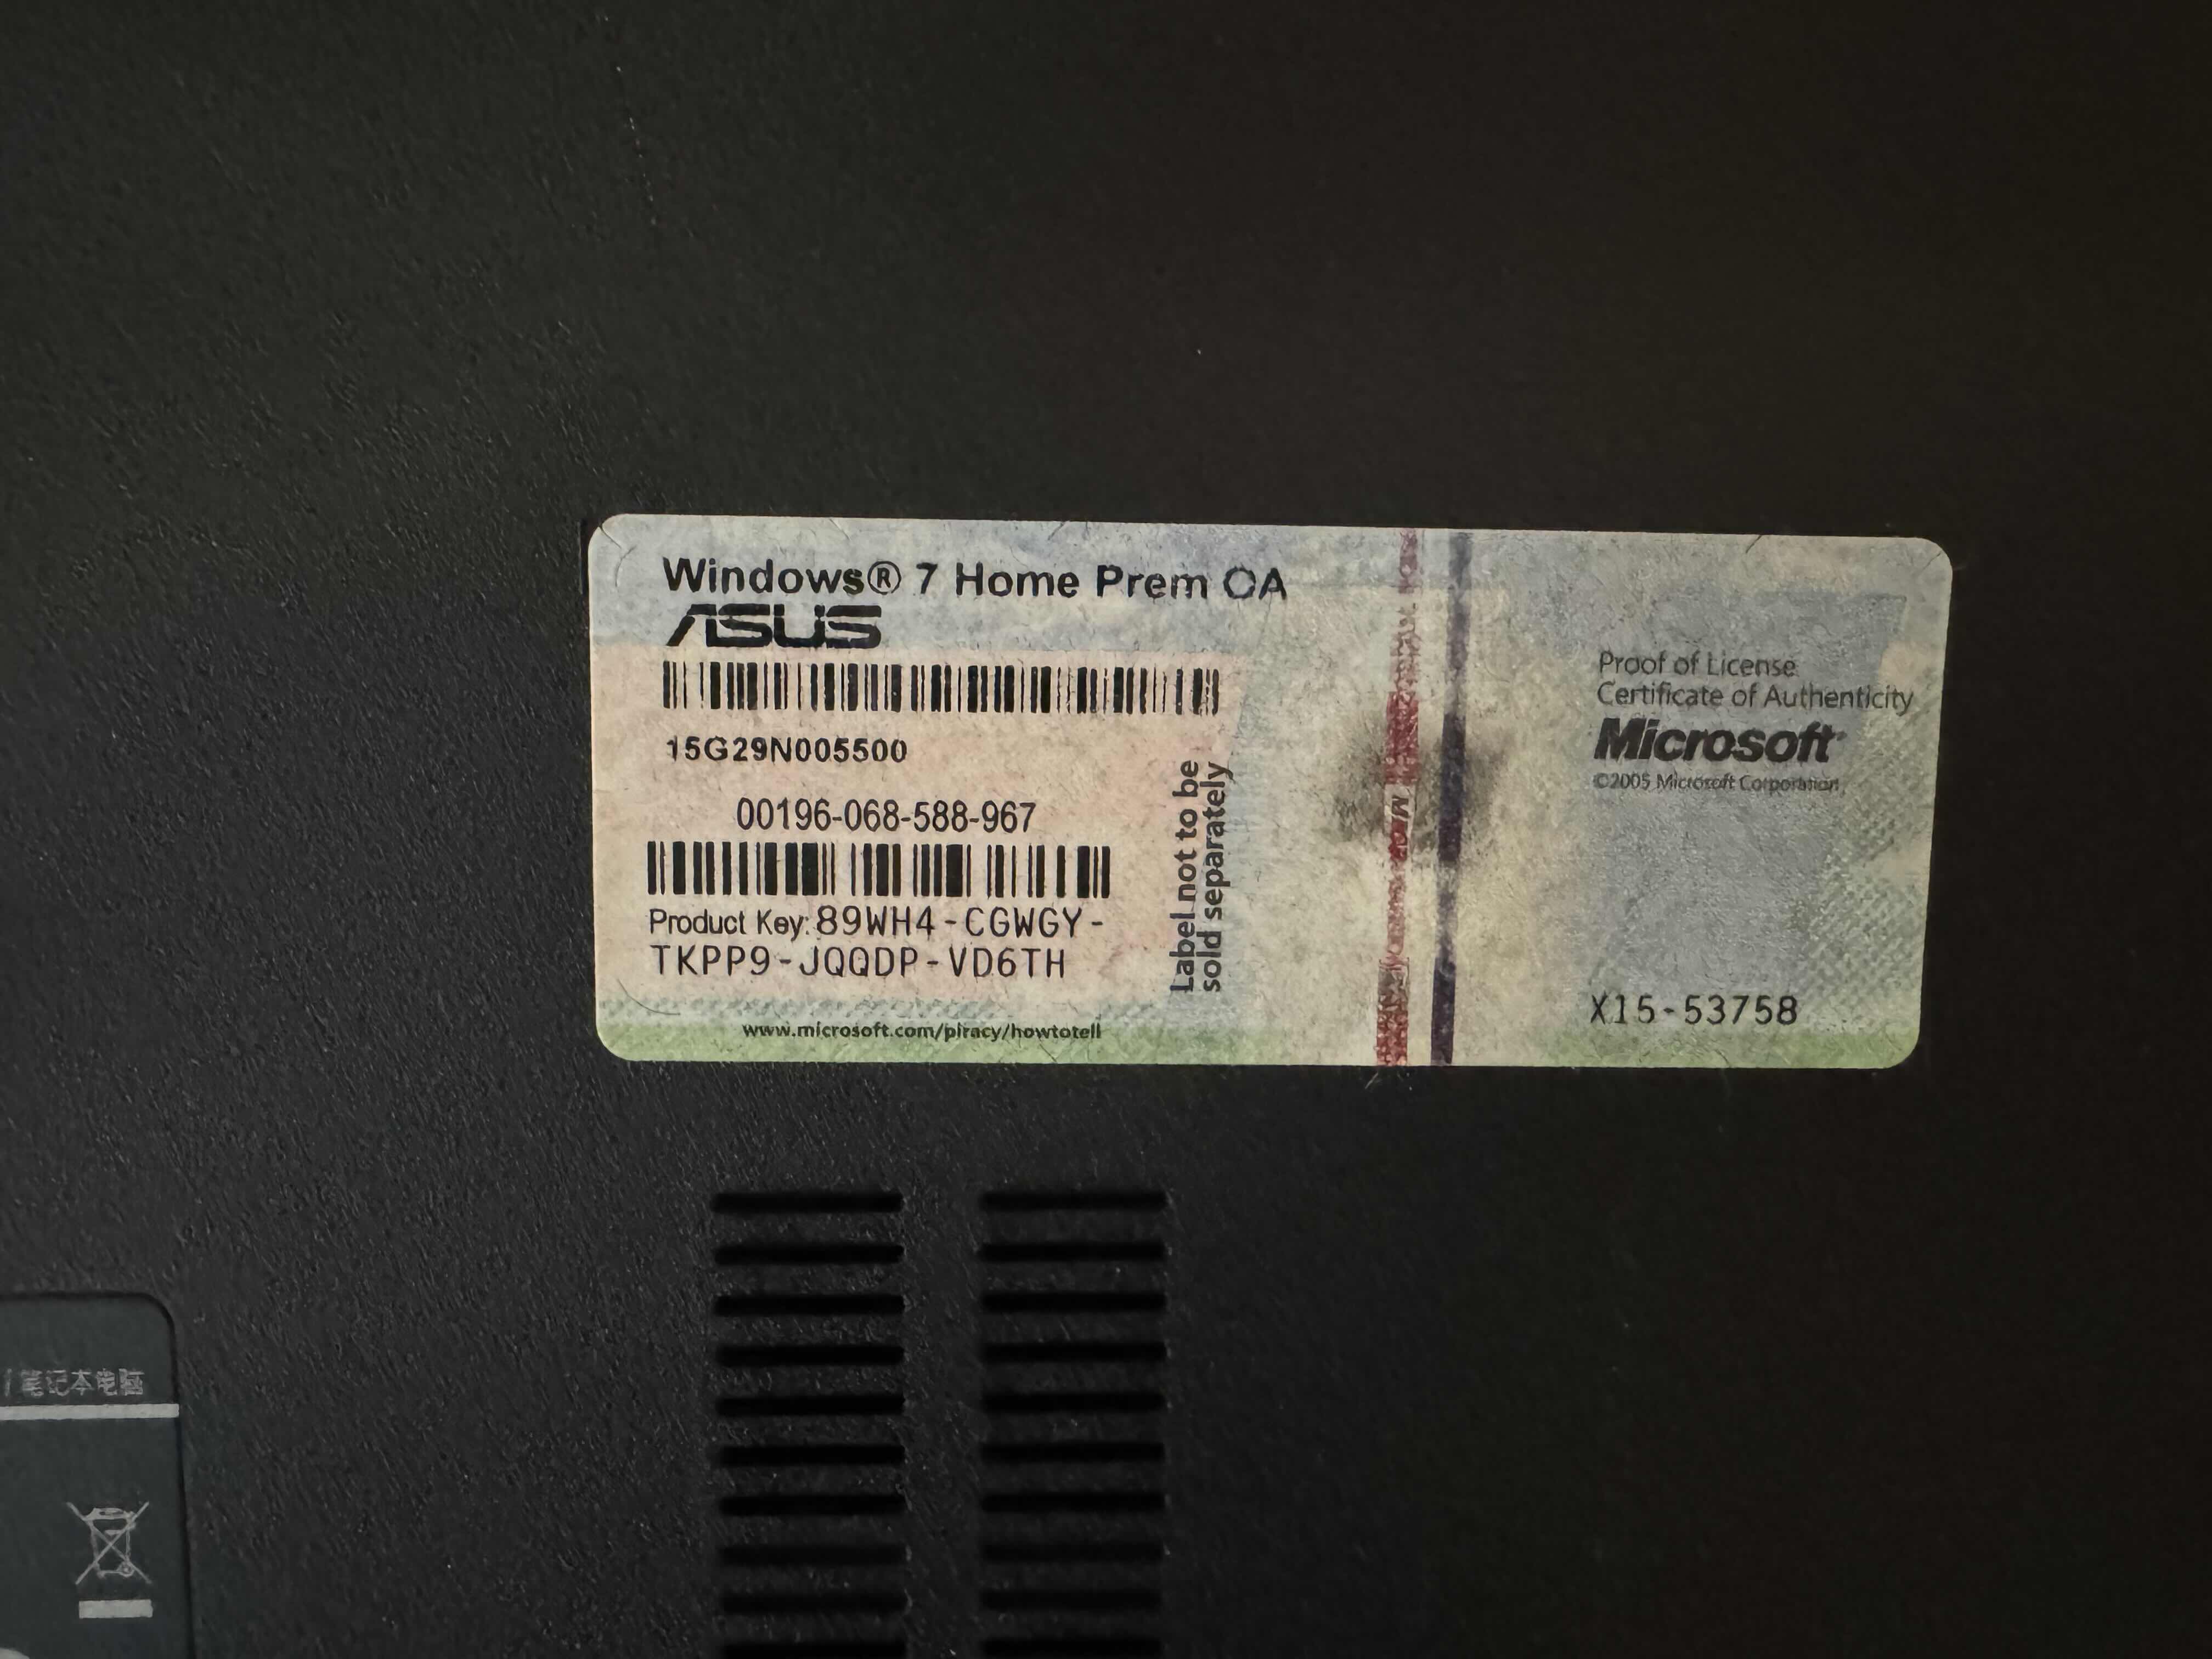 Windows® 7 Home Prem OA
ASUS
15G29N005500
00196-068-588-967
Product Key: 89WH4-CGWGY-
TKPP9-JQQDP-VD6TH
www.microsoft.com/piracy/howtotell
Label not to be
sold separately
Proof of License
Certificate of Authenticity
Microsoft
©2005 Microsoft Corporation
X15-53758
/ 笔记本电脑